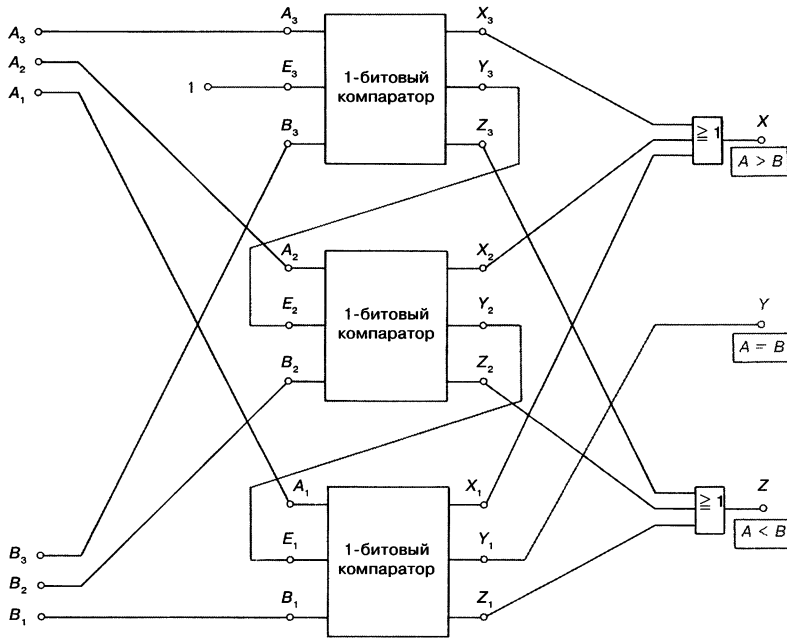 A3
A2
A1
B3
B2
B1
1
A3
E3
B3
1-битовый
компаратор
X3
Y3
Z3
A2
E2
B2
1-битовый
компаратор
X2
Y2
Z2
A1
E1
B1
1-битовый
компаратор
X1
Y1
Z1
≧ 1
X
A > B
Y
A = B
≧ 1
Z
A < B